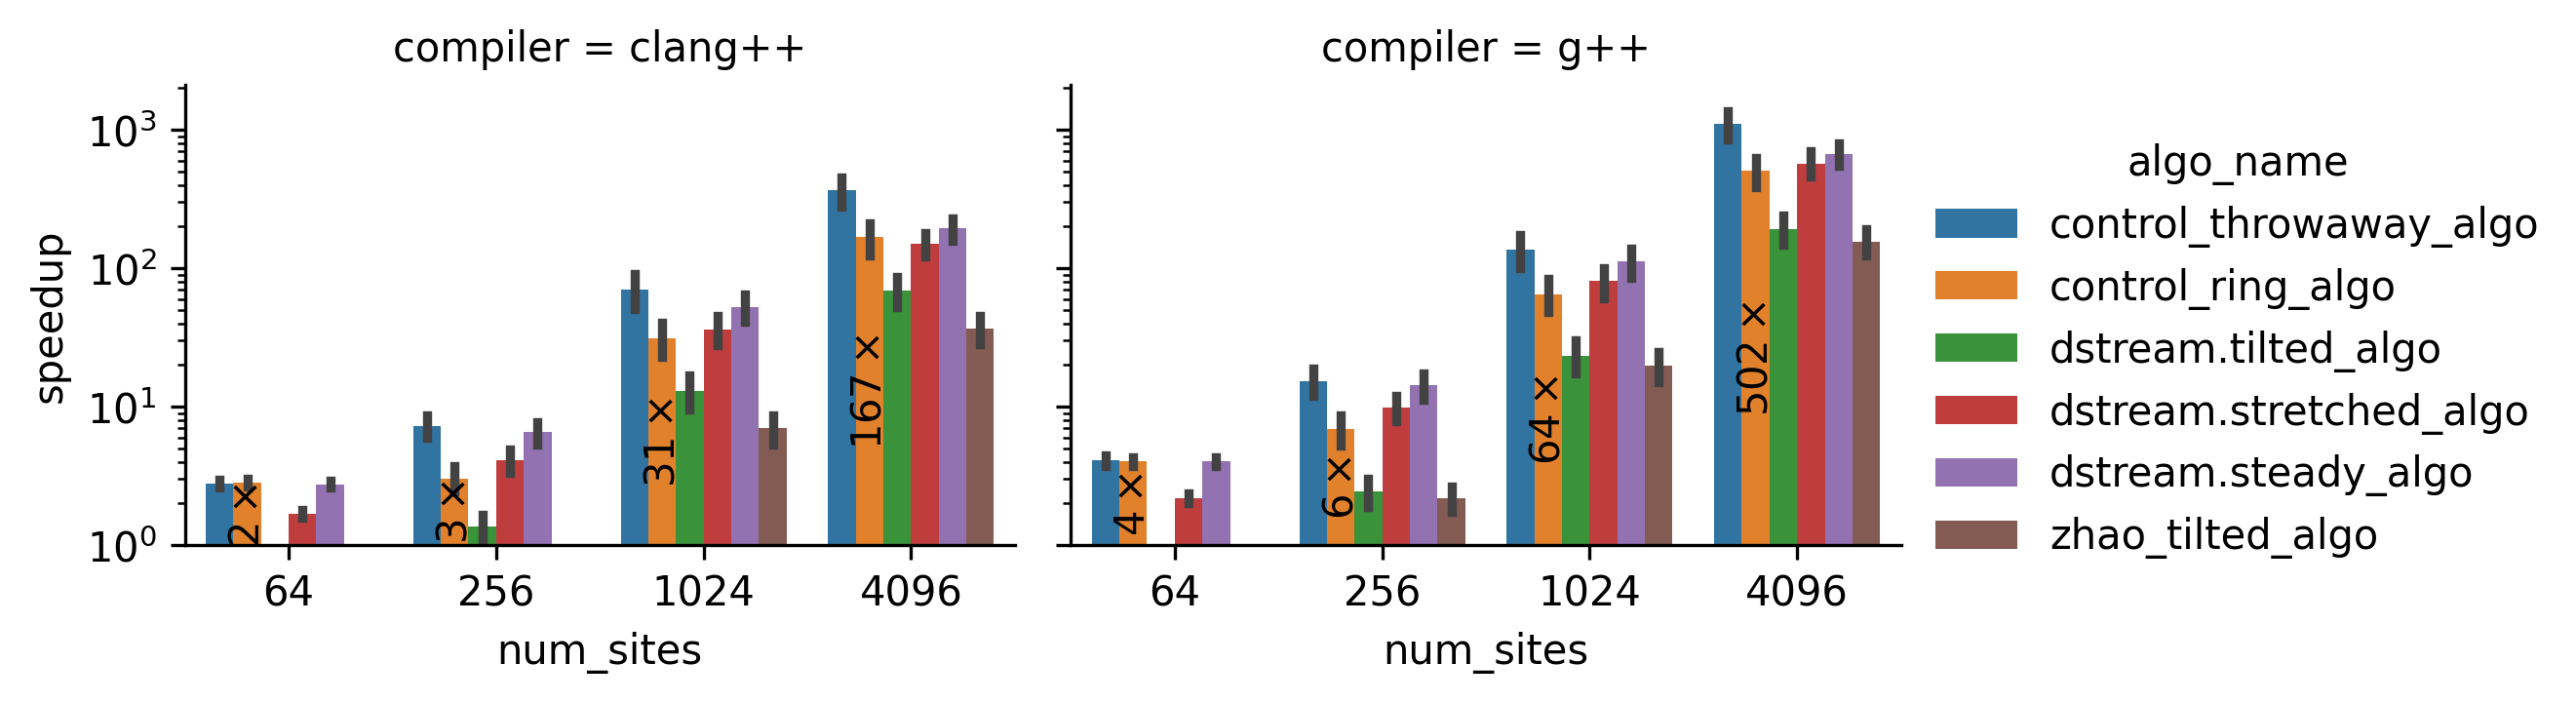 compiler = clang++
compiler = g++
speedup
10³
10²
10¹
10⁰
2 ×
3 ×
31 ×
167 ×
4 ×
6 ×
64 ×
502 ×
64
256
1024
4096
64
256
1024
4096
num_sites
num_sites
algo_name
control_throwaway_algo
control_ring_algo
dstream.tilted_algo
dstream.stretched_algo
dstream.steady_algo
zhao_tilted_algo